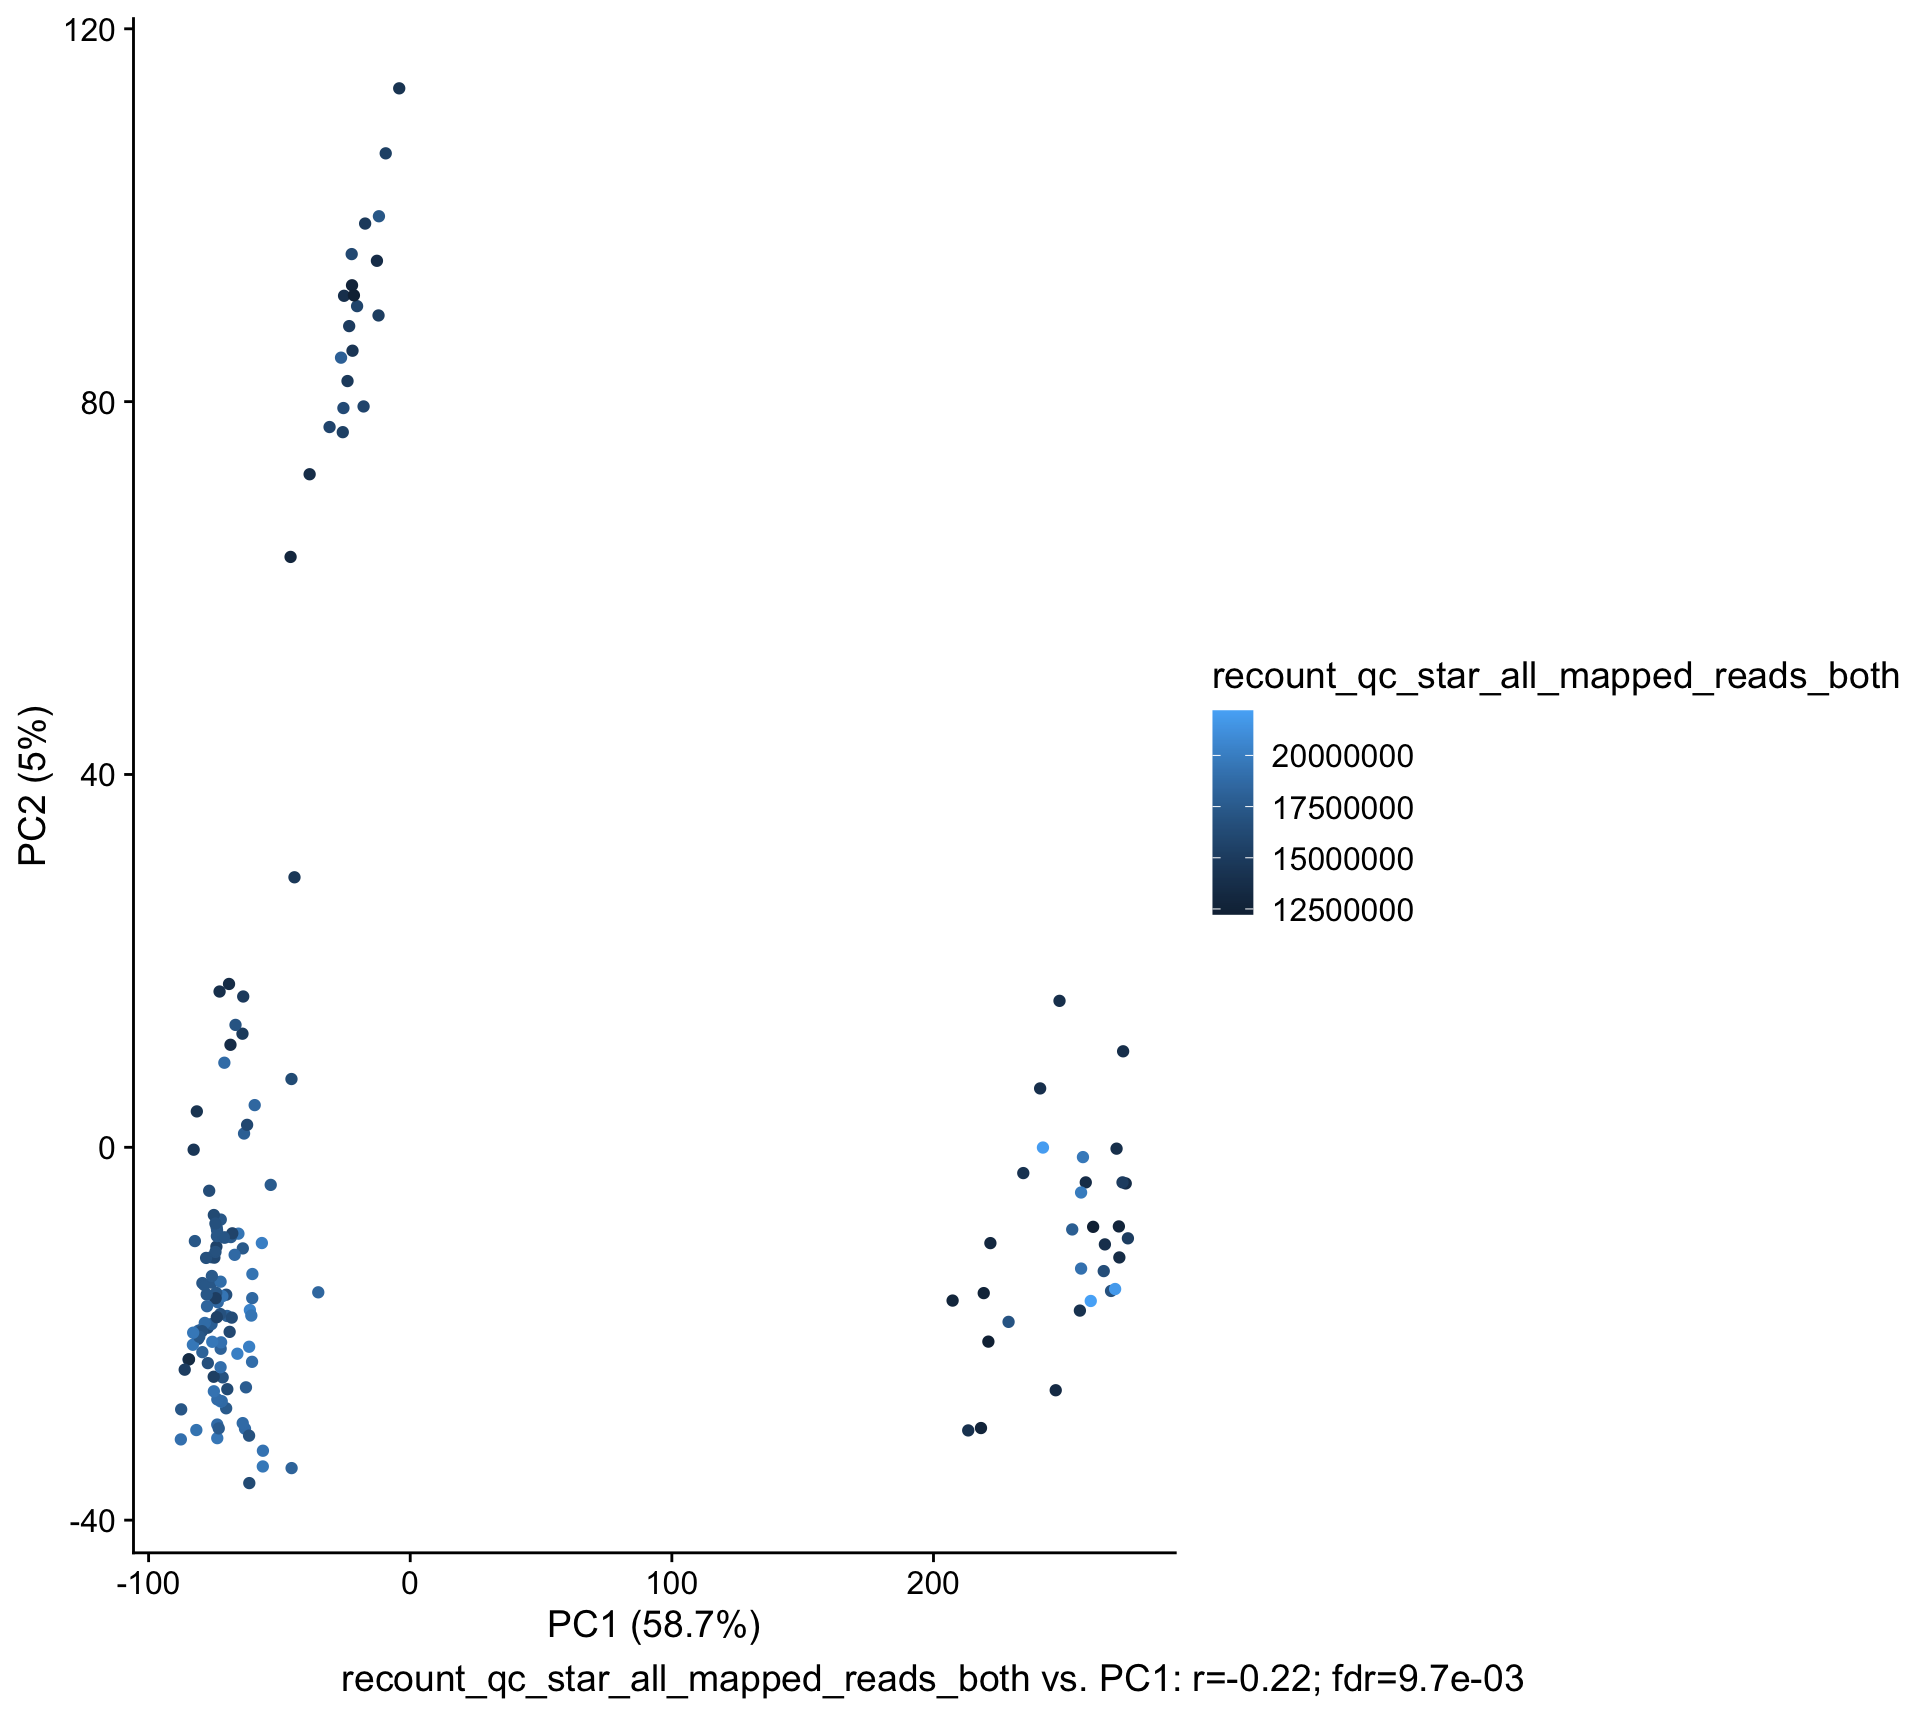 120
80
40
0
-40
PC2 (5%)
-100 0 100 200
PC1 (58.7%)
recount_qc_star_all_mapped_reads_both
20000000
17500000
15000000
12500000
recount_qc_star_all_mapped_reads_both vs. PC1: r=-0.22; fdr=9.7e-03